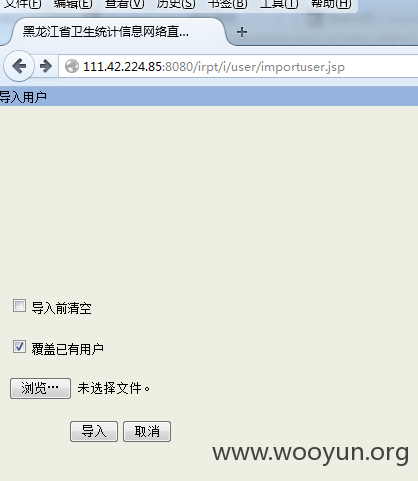 文件(F) 编辑(E) 查看(V) 历史(S) 书签(B) 工具(T) 帮助(H)
黑龙江省卫生统计信息网络直...
111.42.224.85:8080/irpt/i/user/importuser.jsp
导入用户
导入前清空
覆盖已有用户
浏览… 未选择文件。
导入 取消
www.wooyun.org